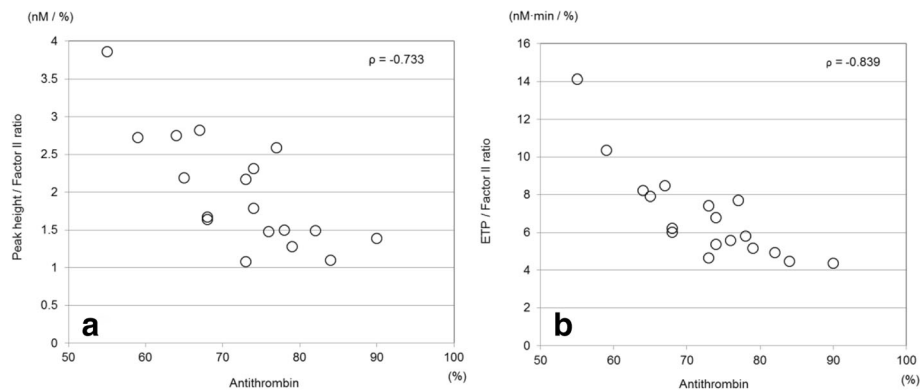 (nM / %)
4
3.5
3
2.5
2
1.5
1
0.5
0
Peak height / Factor II ratio
ρ = -0.733
a
50 60 70 80 90 100
Antithrombin
(%)
(nM·min / %)
16
14
12
10
8
6
4
2
0
ETP / Factor II ratio
ρ = -0.839
b
50 60 70 80 90 100
Antithrombin
(%)